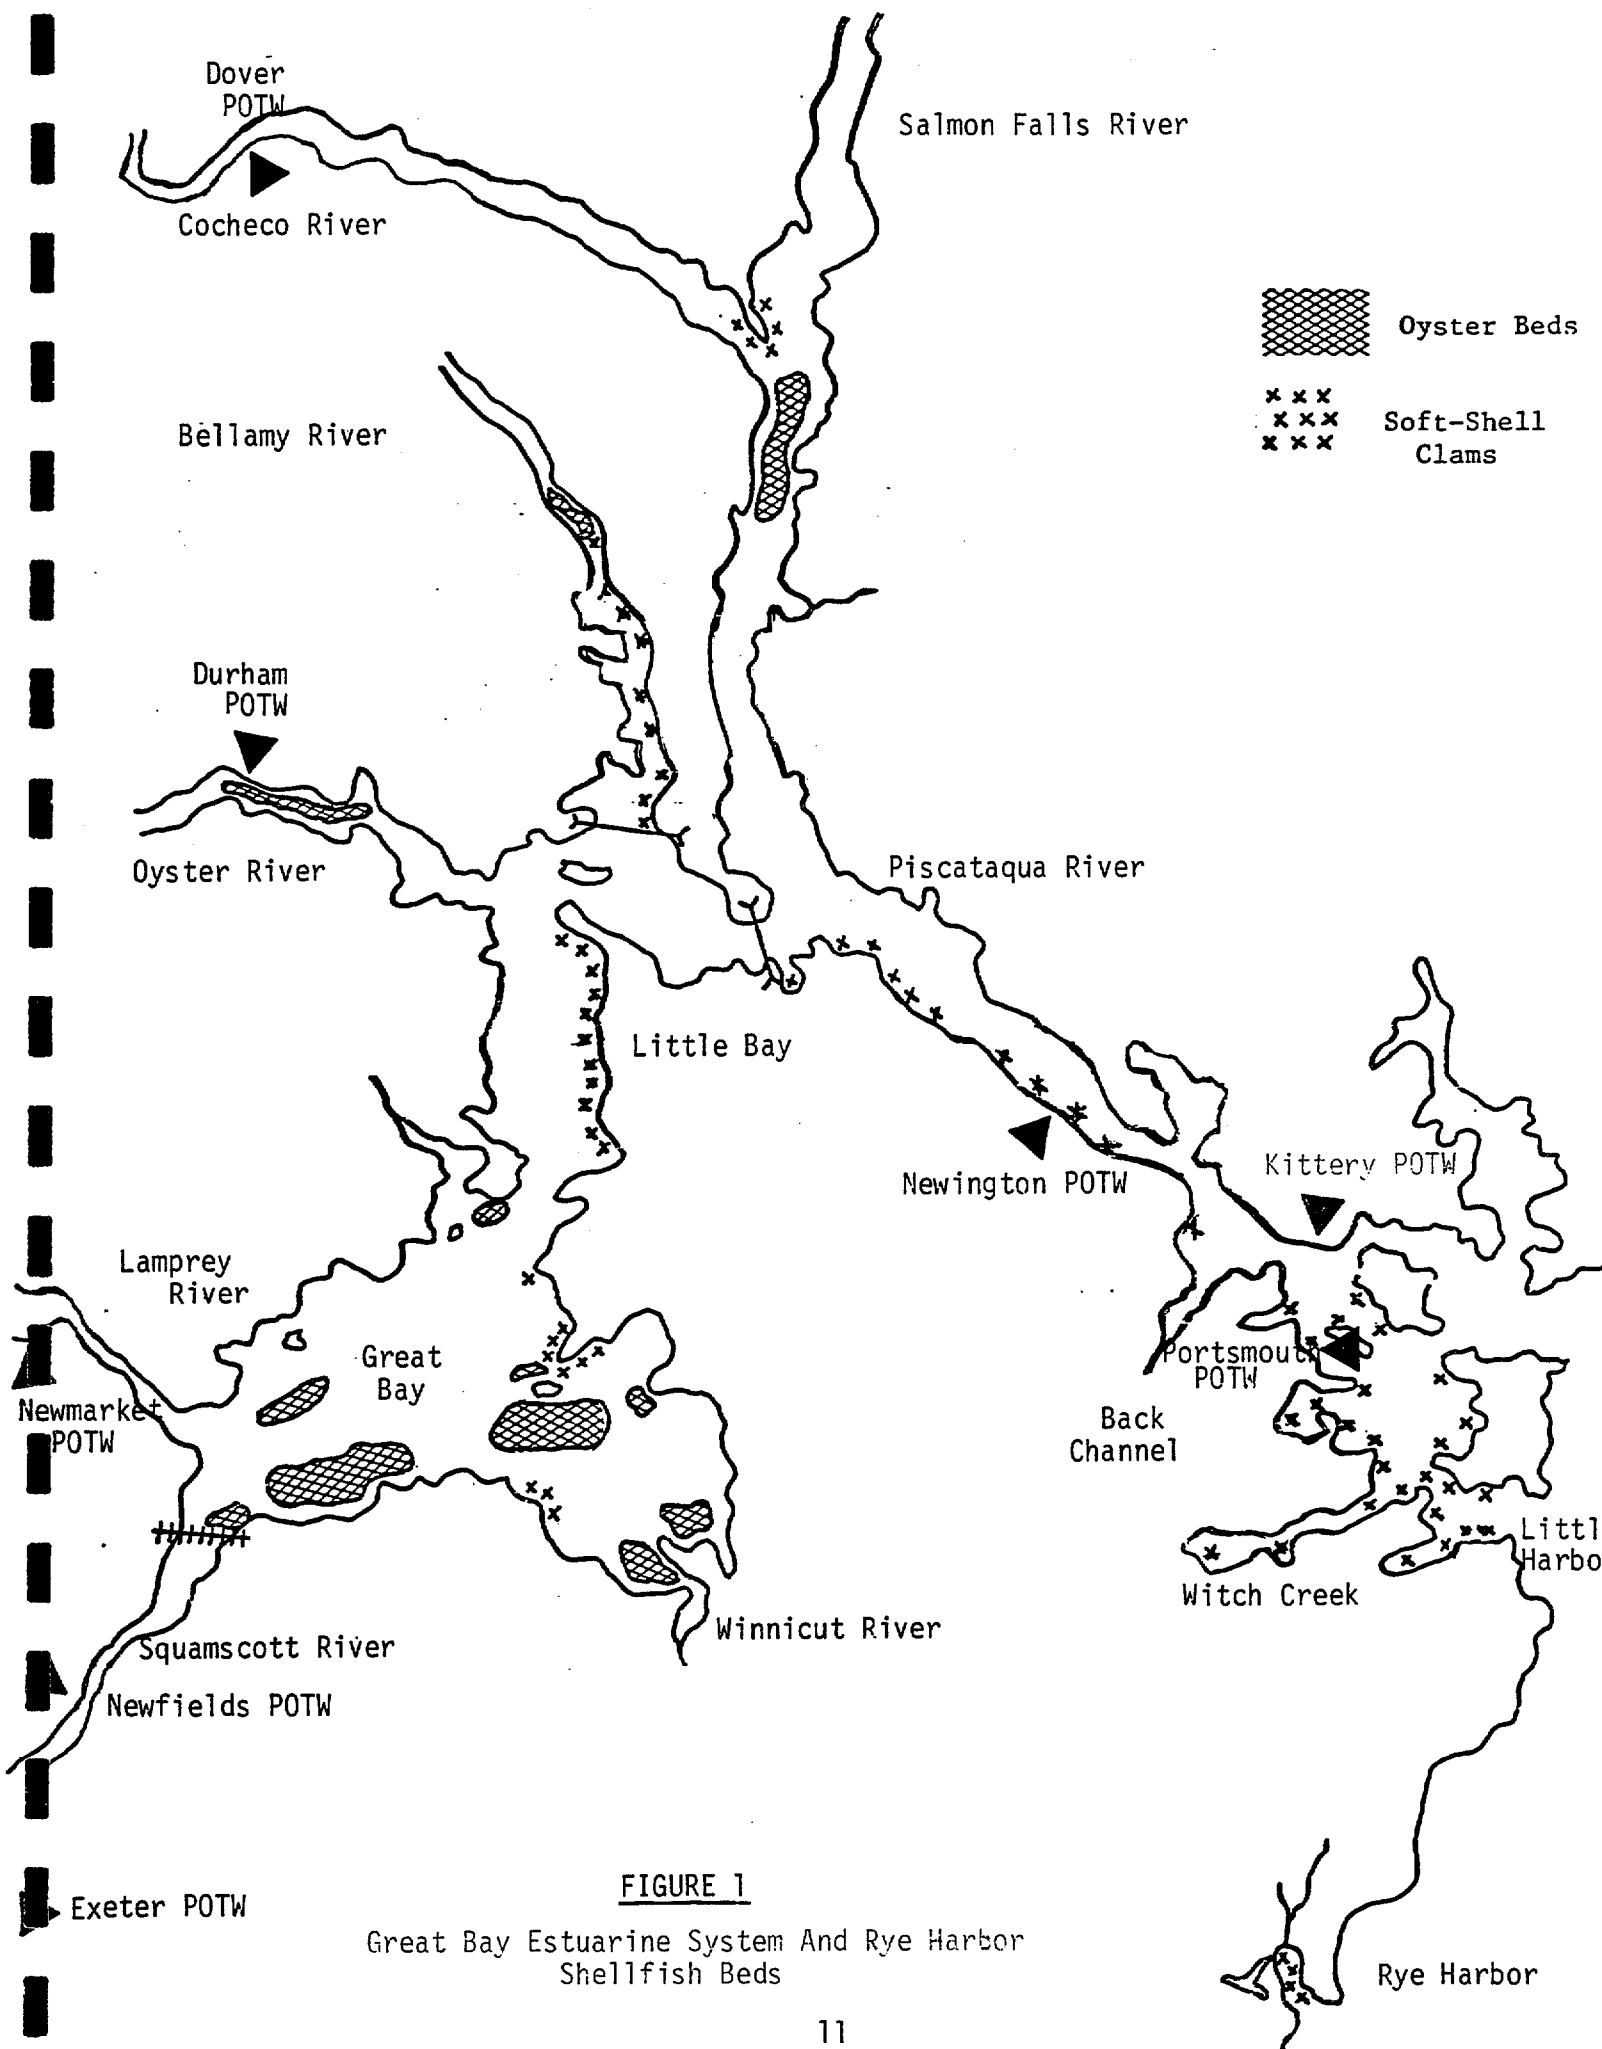 Dover
POTW
Salmon Falls River
Cocheco River
Oyster Beds
Soft-Shell
Clams
Bellamy River
Durham
POTW
Oyster River
Piscataqua River
Little Bay
Newington POTW
Kittery POTW
Lamprey
River
Great
Bay
Portsmouth
POTW
Newmarket
POTW
Back
Channel
Littl
Harbo
Witch Creek
Winnicut River
Squamscott River
Newfields POTW
Exeter POTW
FIGURE 1
Great Bay Estuarine System And Rye Harbor
Shellfish Beds
Rye Harbor
11